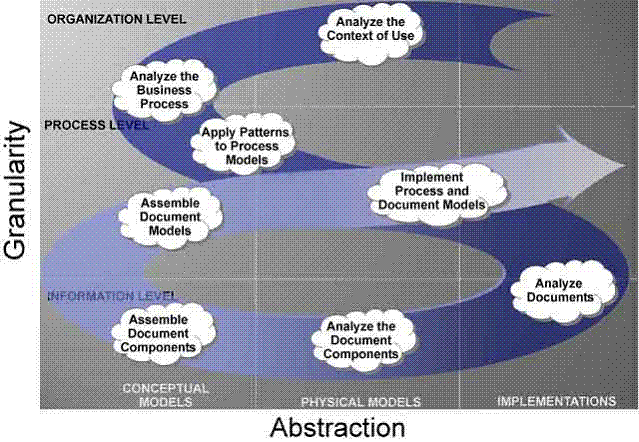 ORGANIZATION LEVEL
Analyze the
Context of Use
Analyze the
Business
Process
PROCESS LEVEL
Apply Patterns
to Process
Models
Implement
Process and
Document Models
Assemble
Document
Models
Analyze
Documents
INFORMATION LEVEL
Assemble
Document
Components
Analyze the
Document
Components
CONCEPTUAL
MODELS
PHYSICAL MODELS
IMPLEMENTATIONS
Granularity
Abstraction